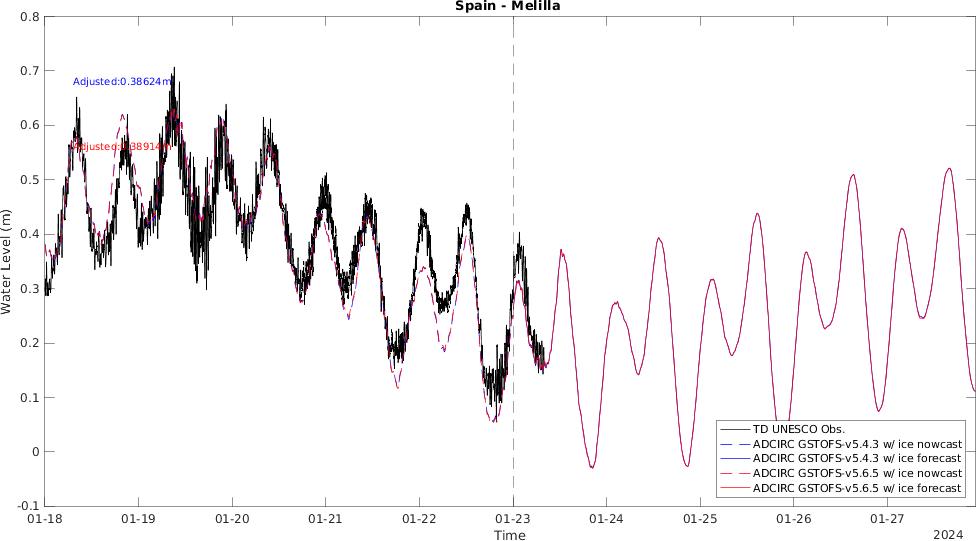 Spain - Melilla
0.8
0.7
0.6
0.5
0.4
0.3
0.2
0.1
0
-0.1
Water Level (m)
Adjusted:0.38624m
Adjusted:0.38914m
TD UNESCO Obs.
ADCIRC GSTOFS-v5.4.3 w/ ice nowcast
ADCIRC GSTOFS-v5.4.3 w/ ice forecast
ADCIRC GSTOFS-v5.6.5 w/ ice nowcast
ADCIRC GSTOFS-v5.6.5 w/ ice forecast
01-18 01-19 01-20 01-21 01-22 01-23 01-24 01-25 01-26 01-27
Time
2024